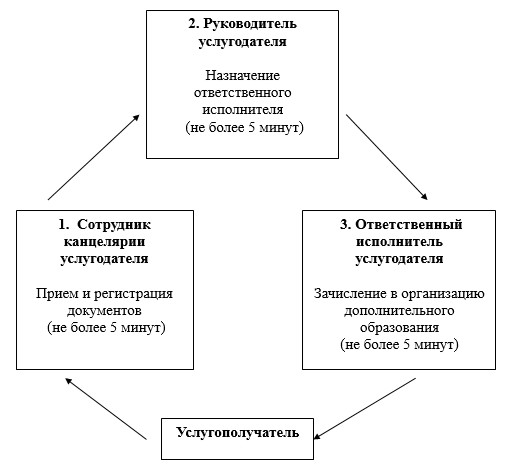 2. Руководитель
услугодателя
Назначение
ответственного
исполнителя
(не более 5 минут)
1. Сотрудник
канцелярии
услугодателя
Прием и регистрация
документов
(не более 5 минут)
3. Ответственный
исполнитель
услугодателя
Зачисление в организацию
дополнительного
образования
(не более 5 минут)
Услугополучатель